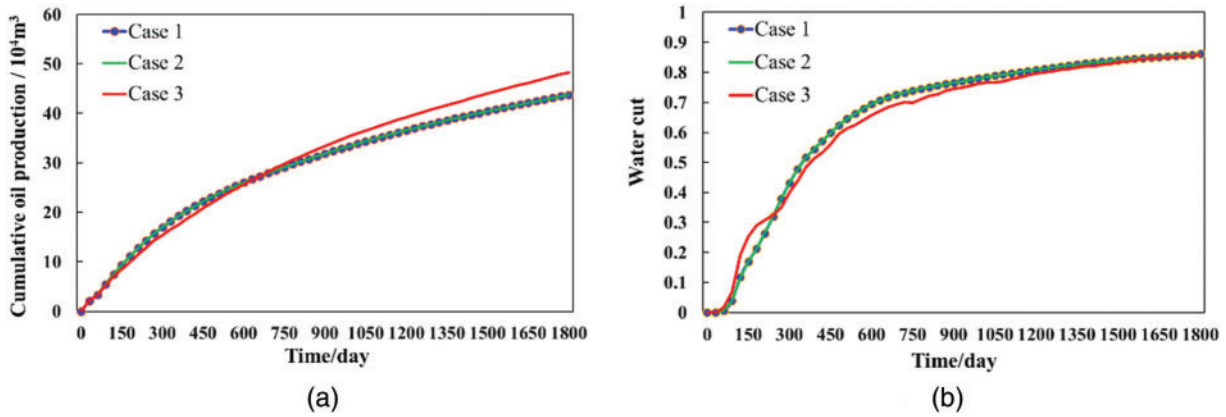 60
50
40
30
20
10
0
Cumulative oil production / 10⁴m³
Case 1
Case 2
Case 3
0 150 300 450 600 750 900 1050 1200 1350 1500 1650 1800
Time/day
(a)
1
0.9
0.8
0.7
0.6
0.5
0.4
0.3
0.2
0.1
0
Water cut
Case 1
Case 2
Case 3
0 150 300 450 600 750 900 1050 1200 1350 1500 1650 1800
Time/day
(b)